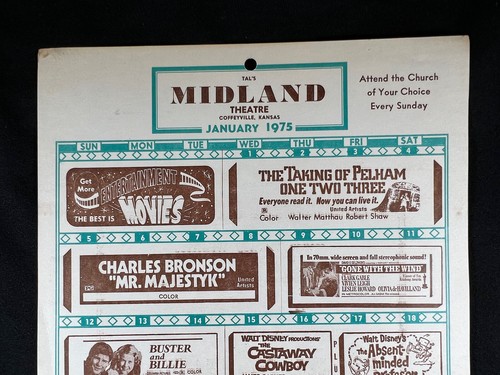 TAL'S
MIDLAND
THEATRE
COFFEYVILLE, KANSAS
JANUARY 1975
Attend the Church
of Your Choice
Every Sunday
SUN MON TUE WED THU FRI SAT
1 2 3 4
Get
More
ENTERTAINMENT
THE BEST IS
MOVIES
THE TAKING OF PELHAM
ONE TWO THREE
Everyone read it. Now you can live it.
United Artists
Color Walter Matthau Robert Shaw
5 6 7 8 9 10 11
CHARLES BRONSON
"MR. MAJESTYK"
PG
COLOR
United
Artists
In 70mm. wide screen and full stereophonic sound!
"GONE WITH THE WIND"
CLARK GABLE
VIVIEN LEIGH
LESLIE HOWARD OLIVIA de HAVILLAND
12 13 14 15 16 17 18
BUSTER
and
BILLIE
COLOR
WALT DISNEY PRODUCTIONS'
THE
CASTAWAY
COWBOY
PLU
Walt Disney's
The Absent-
minded